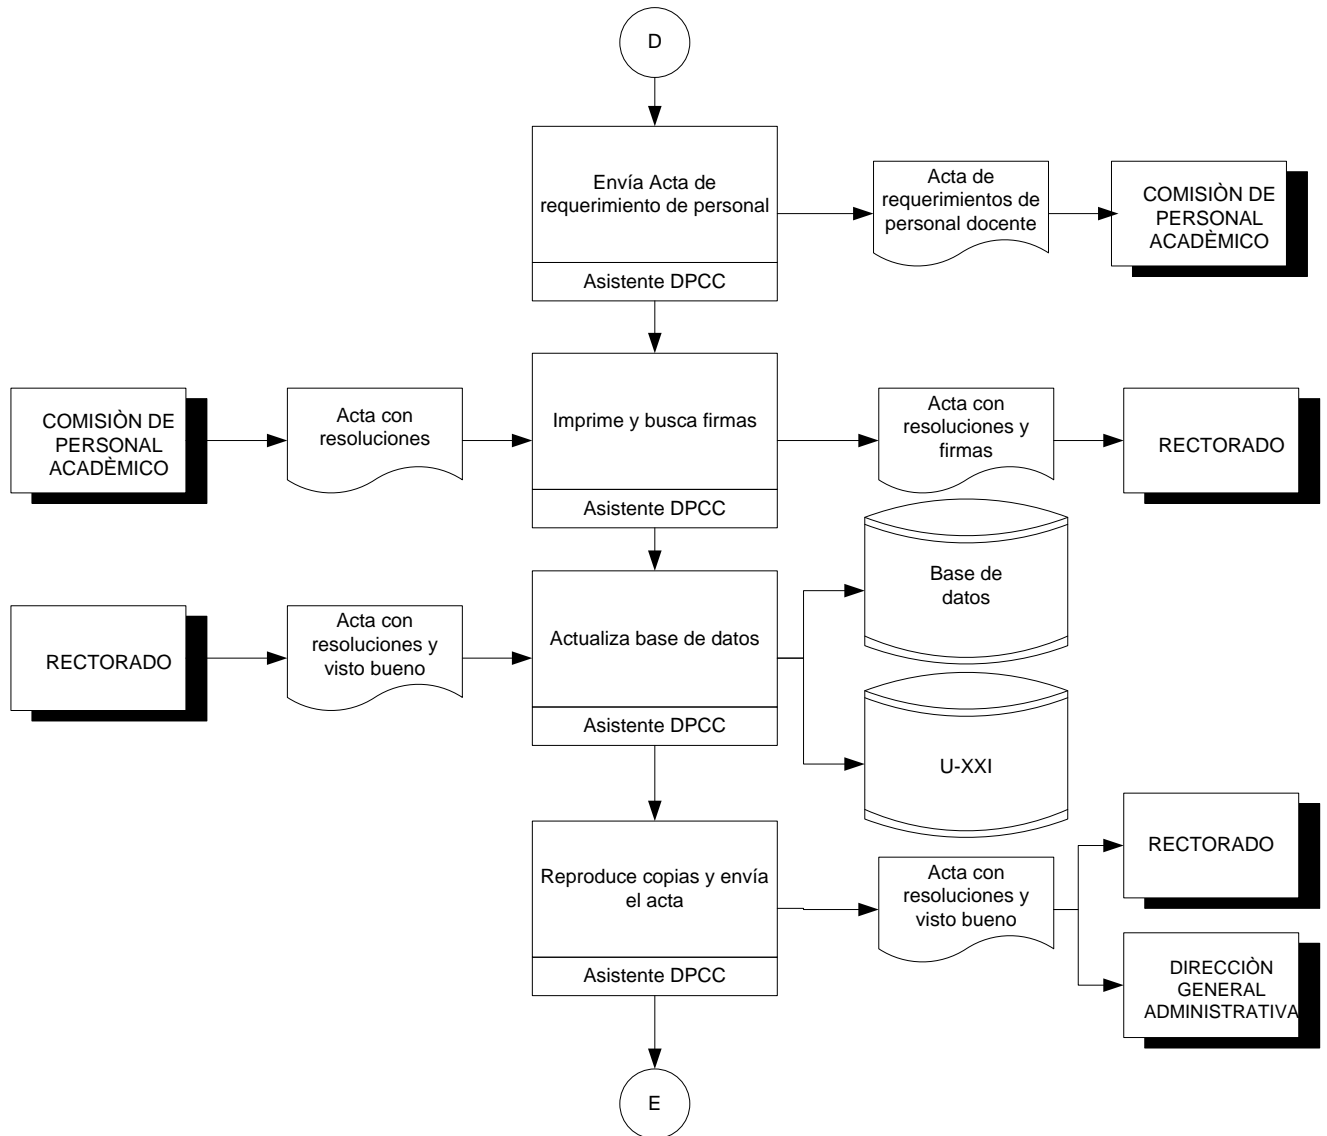 D
Envía Acta de
requerimiento de personal
Asistente DPCC
Acta de
requerimientos de
personal docente
COMISIÒN DE
PERSONAL
ACADÈMICO
COMISIÒN DE
PERSONAL
ACADÈMICO
Acta con
resoluciones
Imprime y busca firmas
Asistente DPCC
Acta con
resoluciones y
firmas
RECTORADO
RECTORADO
Acta con
resoluciones y
visto bueno
Actualiza base de datos
Asistente DPCC
Base de
datos
U-XXI
Reproduce copias y envía
el acta
Asistente DPCC
Acta con
resoluciones y
visto bueno
RECTORADO
DIRECCIÒN
GENERAL
ADMINISTRATIVA
E